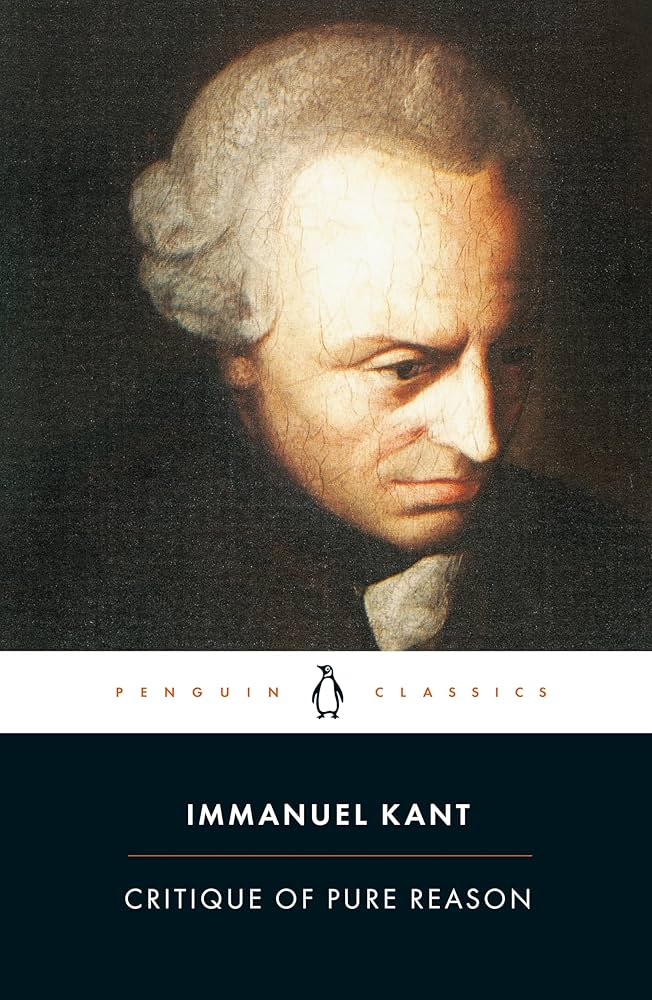 PENGUIN CLASSICS
IMMANUEL KANT
CRITIQUE OF PURE REASON